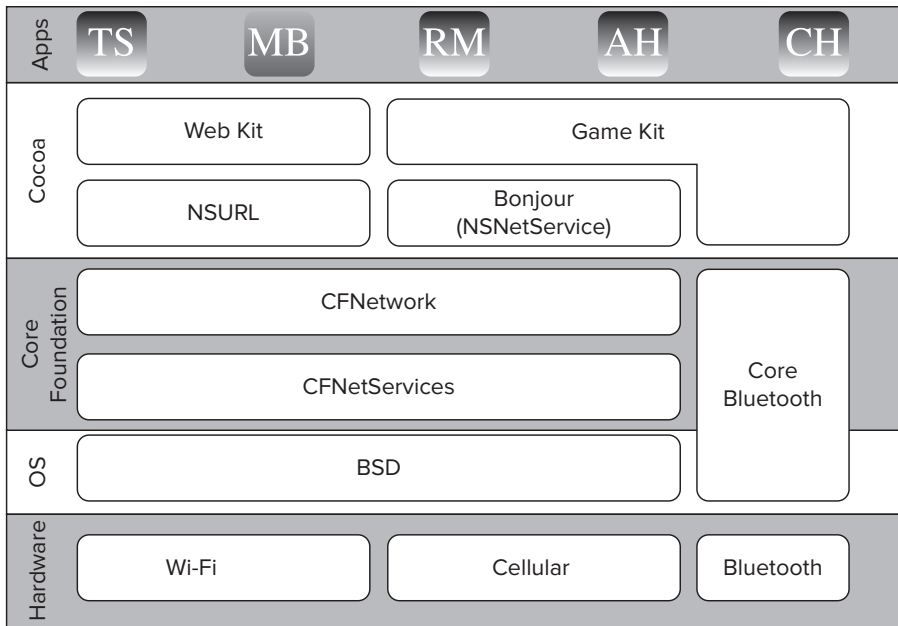 Apps
TS MB RM AH CH
Cocoa
Web Kit
Game Kit
NSURL
Bonjour
(NSNetService)
Core
Foundation
CFNetwork
CFNetServices
Core
Bluetooth
OS
BSD
Hardware
Wi-Fi
Cellular
Bluetooth